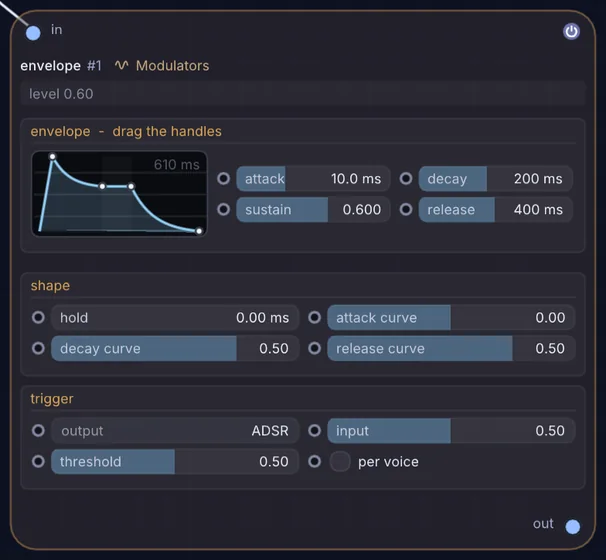 in
envelope #1 Modulators
level 0.60
envelope - drag the handles
610 ms
attack 10.0 ms decay 200 ms
sustain 0.600 release 400 ms
shape
hold 0.00 ms attack curve 0.00
decay curve 0.50 release curve 0.50
trigger
output ADSR input 0.50
threshold 0.50 per voice
out